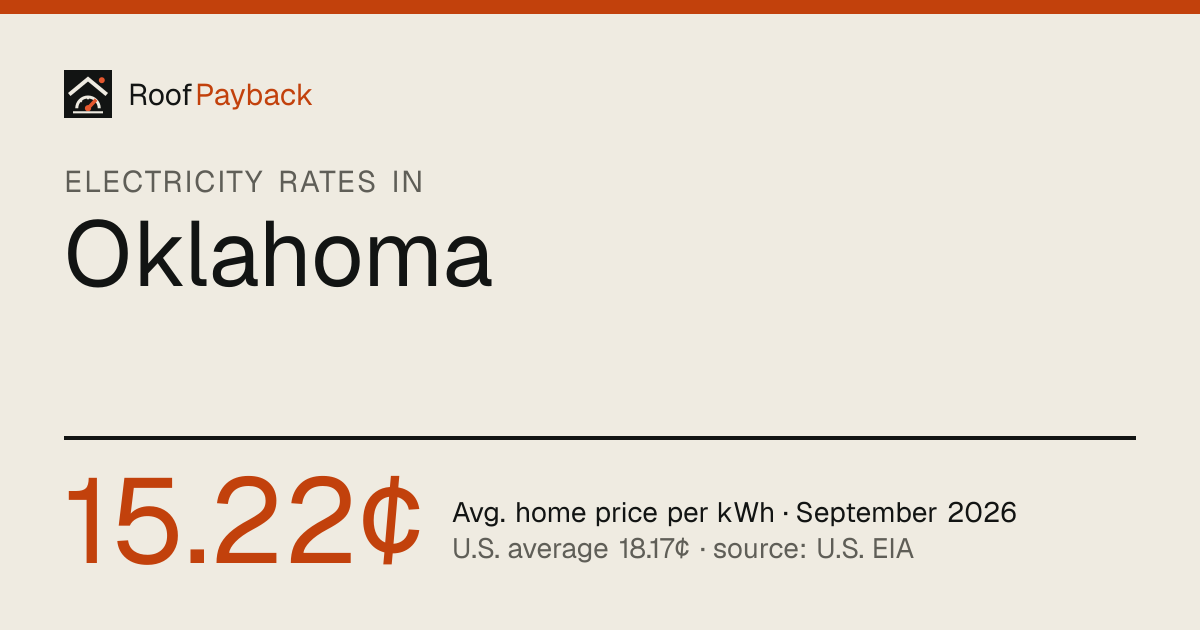 RoofPayback
ELECTRICITY RATES IN
Oklahoma
15.22¢
Avg. home price per kWh · September 2026
U.S. average 18.17¢ · source: U.S. EIA